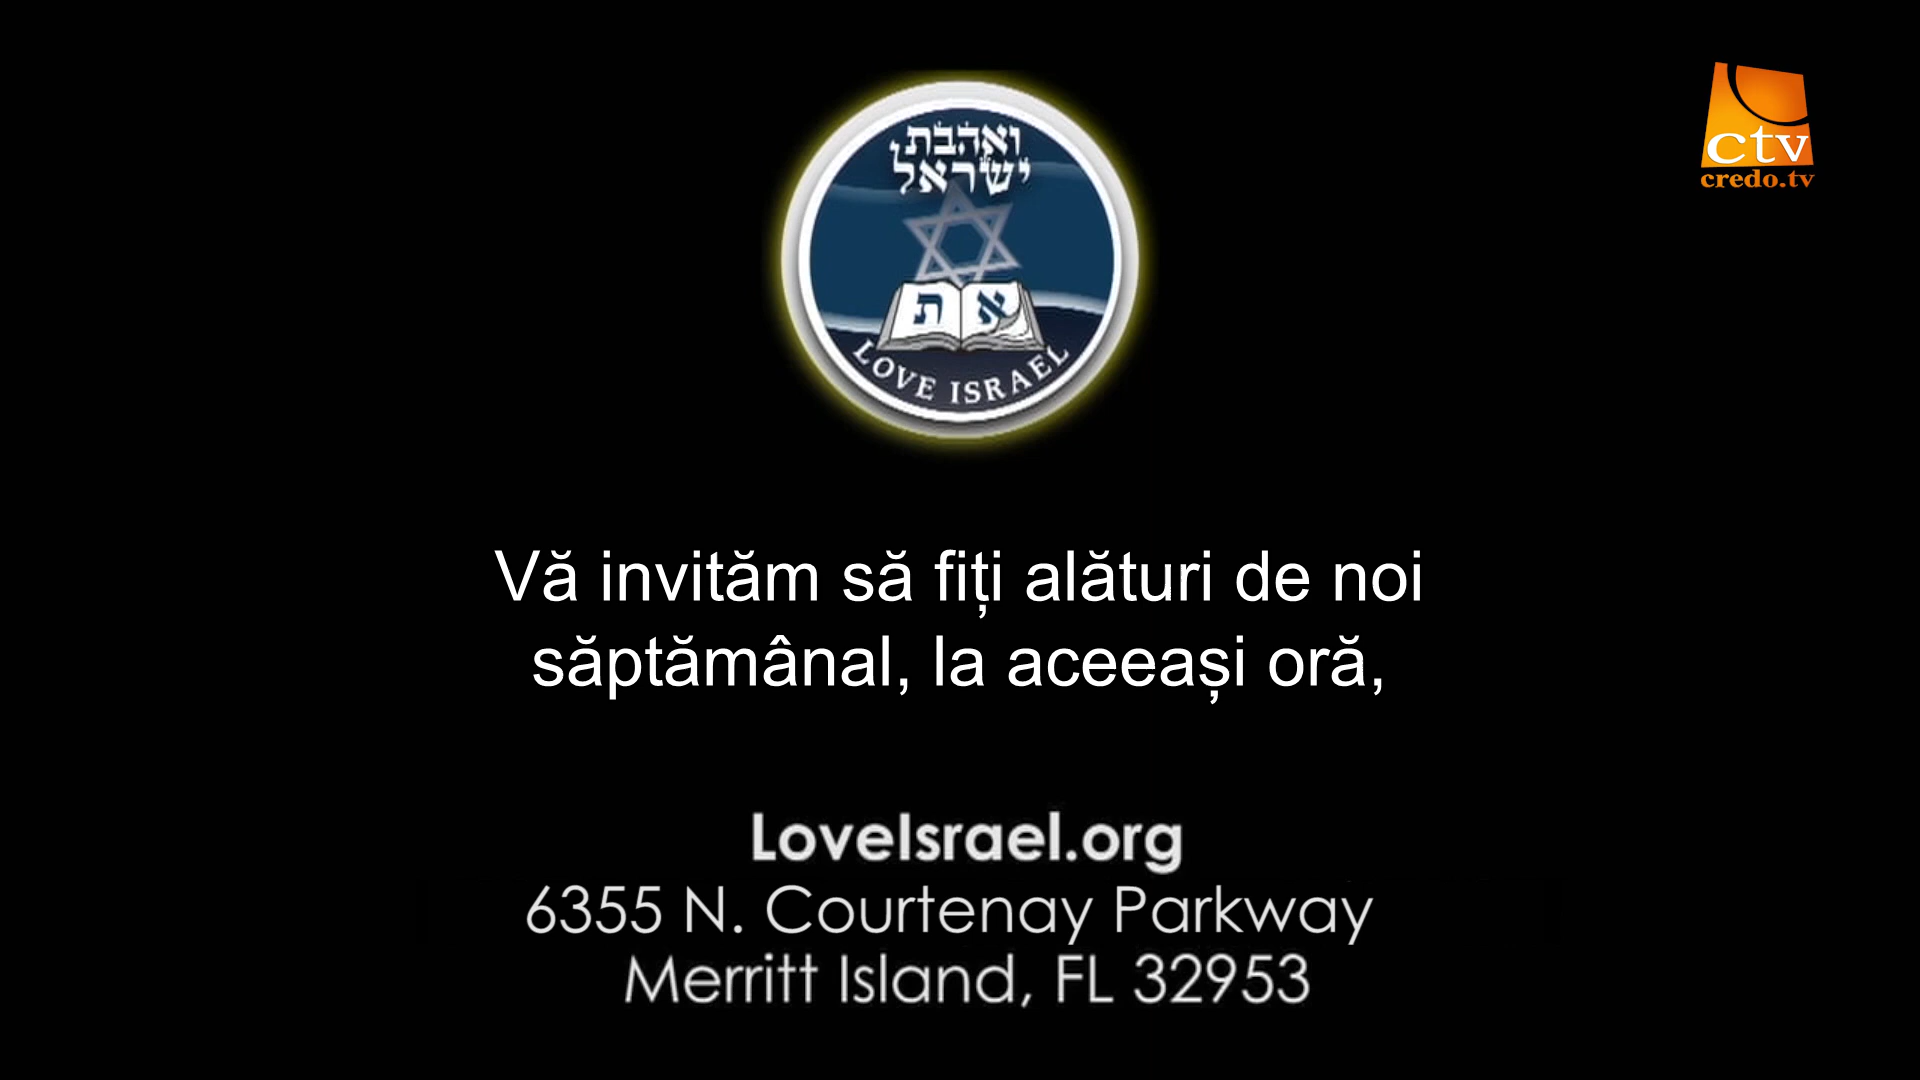 ואהבת
ישראל
ת א
LOVE ISRAEL
ctv
credo.tv
Vă invităm să fiți alături de noi
săptămânal, la aceeași oră,
LoveIsrael.org
6355 N. Courtenay Parkway
Merritt Island, FL 32953